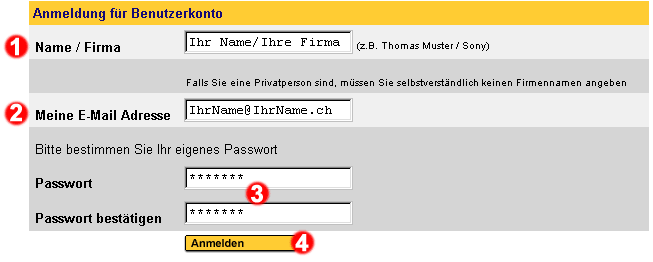 Anmeldung für Benutzerkonto
1 Name / Firma Ihr Name/Ihre Firma (z.B. Thomas Muster / Sony)
Falls Sie eine Privatperson sind, müssen Sie selbstverständlich keinen Firmennamen angeben
2 Meine E-Mail Adresse IhrName@IhrName.ch
Bitte bestimmen Sie Ihr eigenes Passwort
Passwort *******
3
Passwort bestätigen *******
Anmelden 4